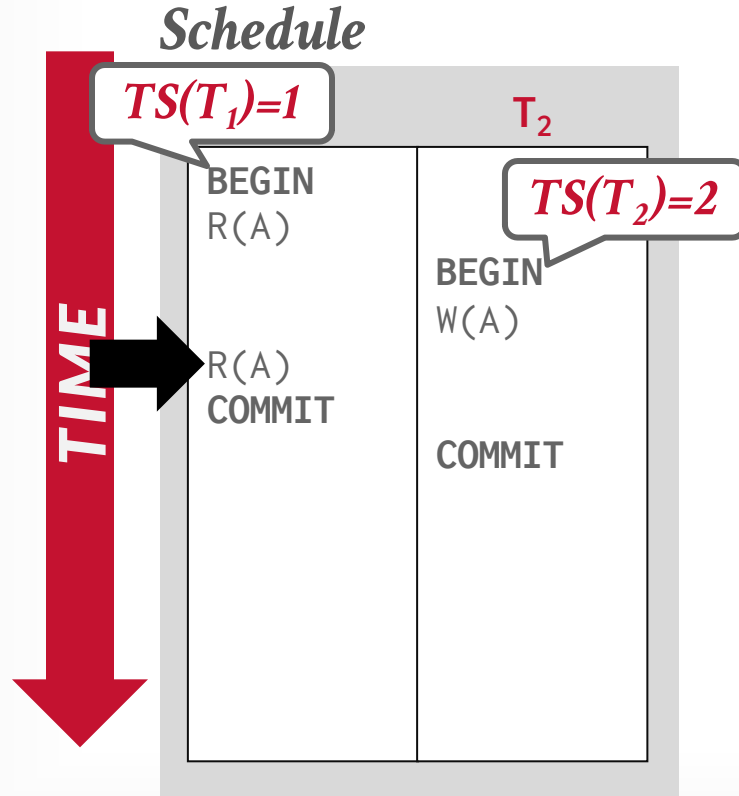 Schedule
TS(T₁)=1
T₂
BEGIN
R(A)
TS(T₂)=2
BEGIN
W(A)
TIME
R(A)
COMMIT
COMMIT